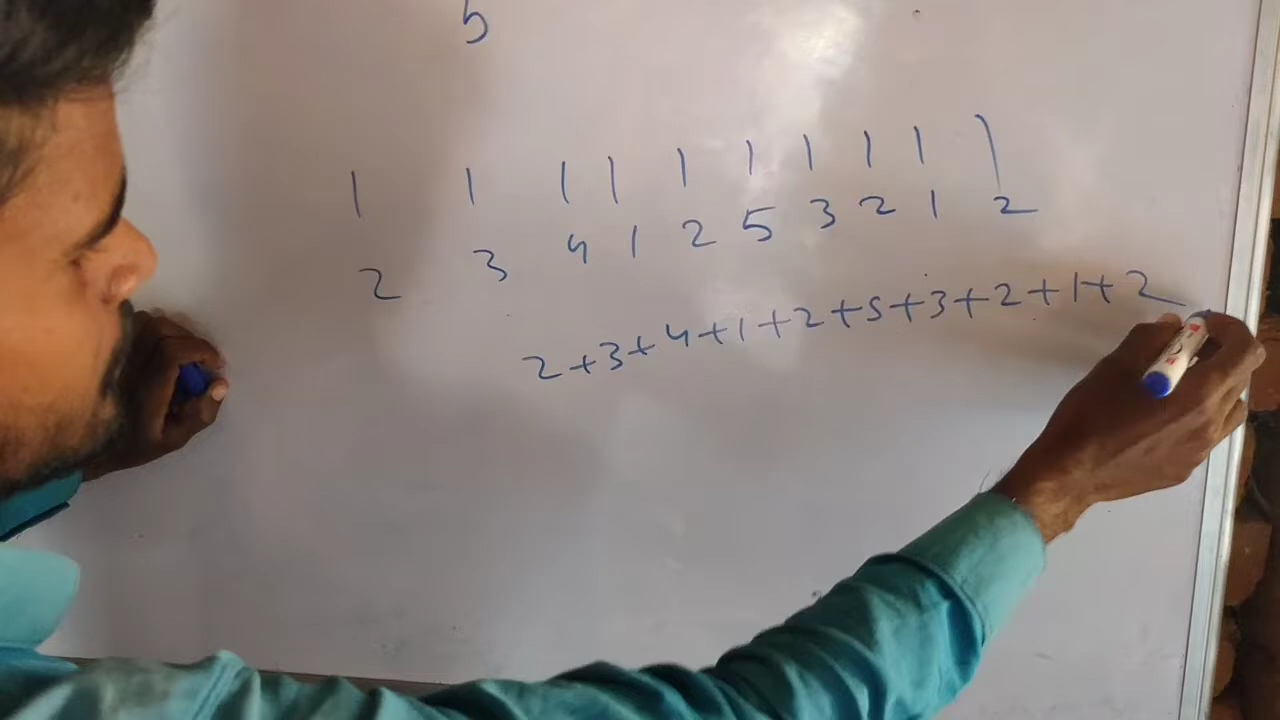 5
1 1 1 1 1 1 1 1 1 1
2 3 4 1 2 5 3 2 1 2
2+3+4+1+2+5+3+2+1+2